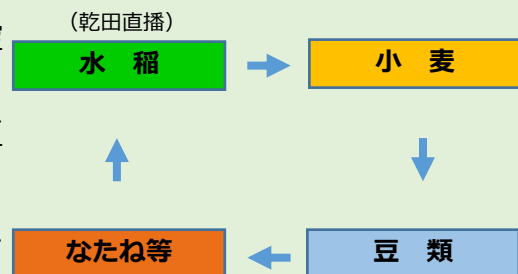 （乾田直播）
水　稲
小　麦
なたね等
豆　類